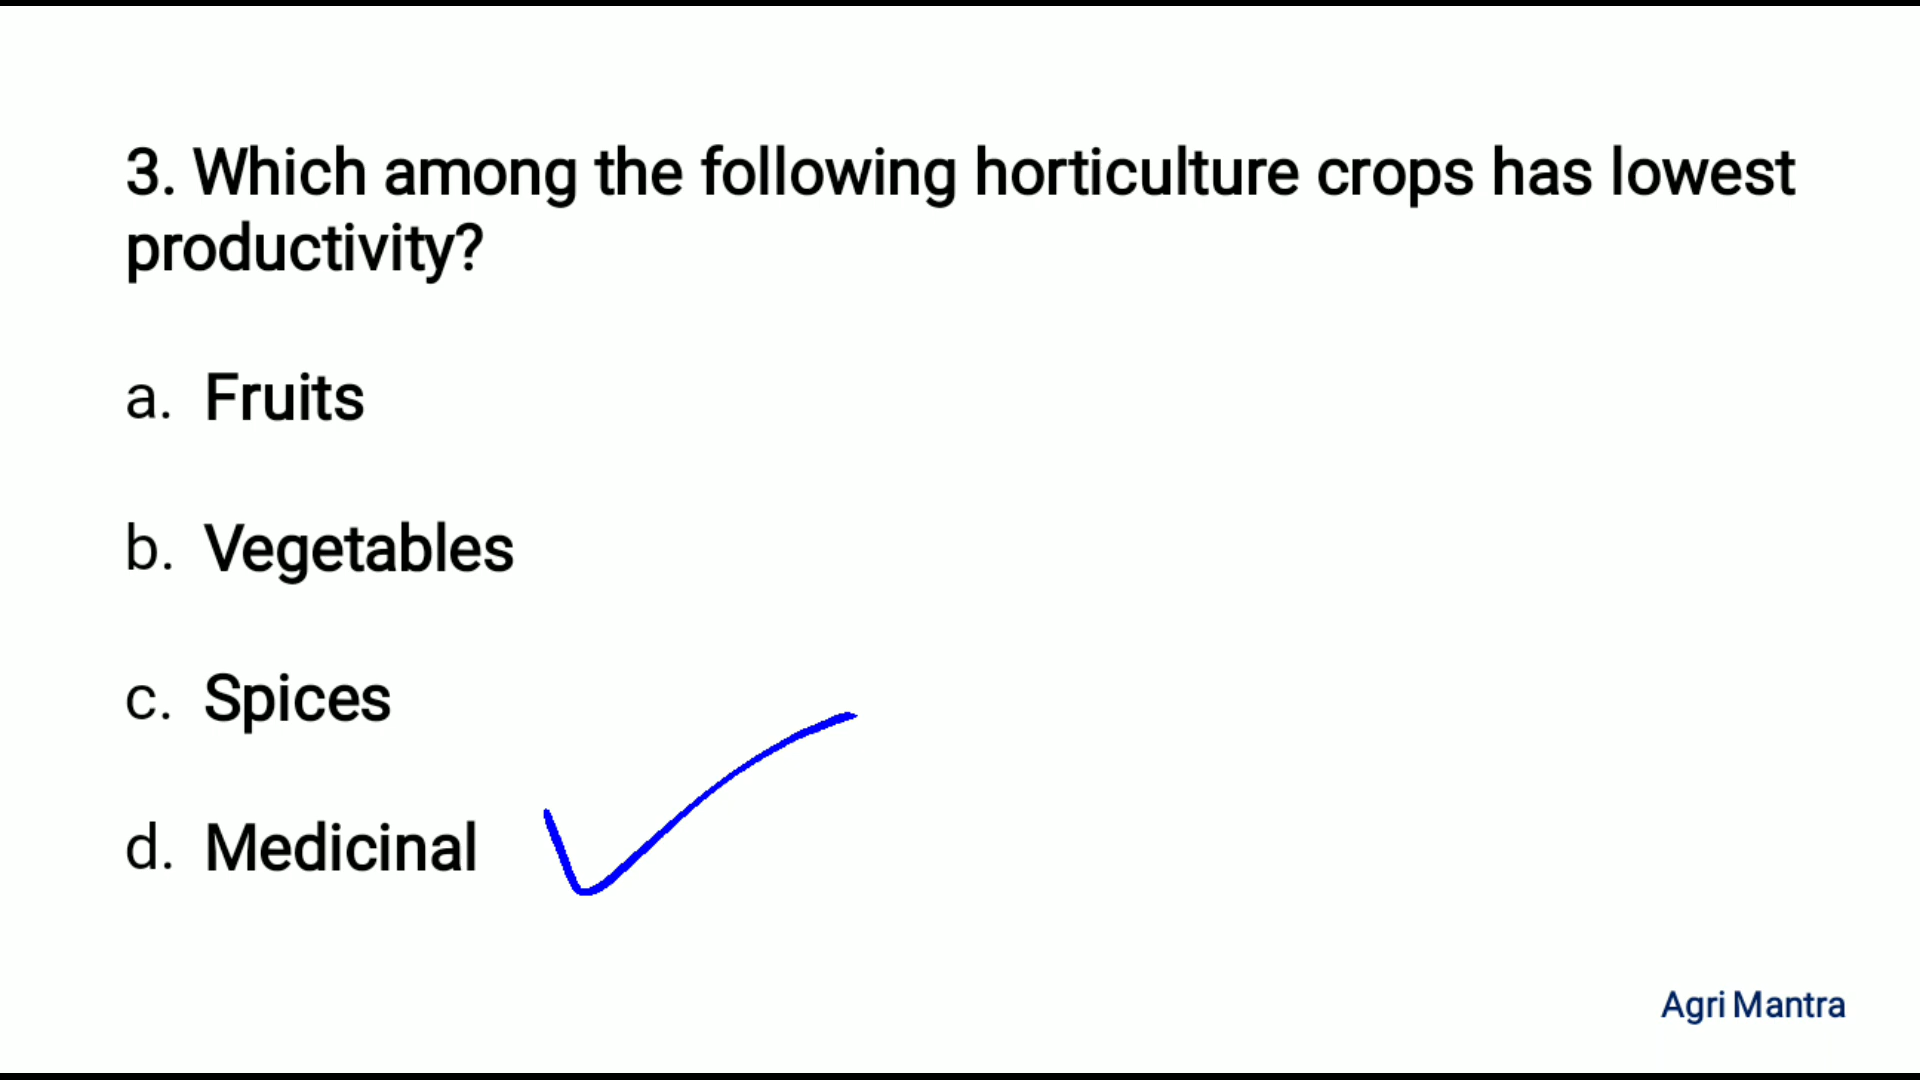 3. Which among the following horticulture crops has lowest
productivity?
a. Fruits
b. Vegetables
c. Spices
d. Medicinal
Agri Mantra